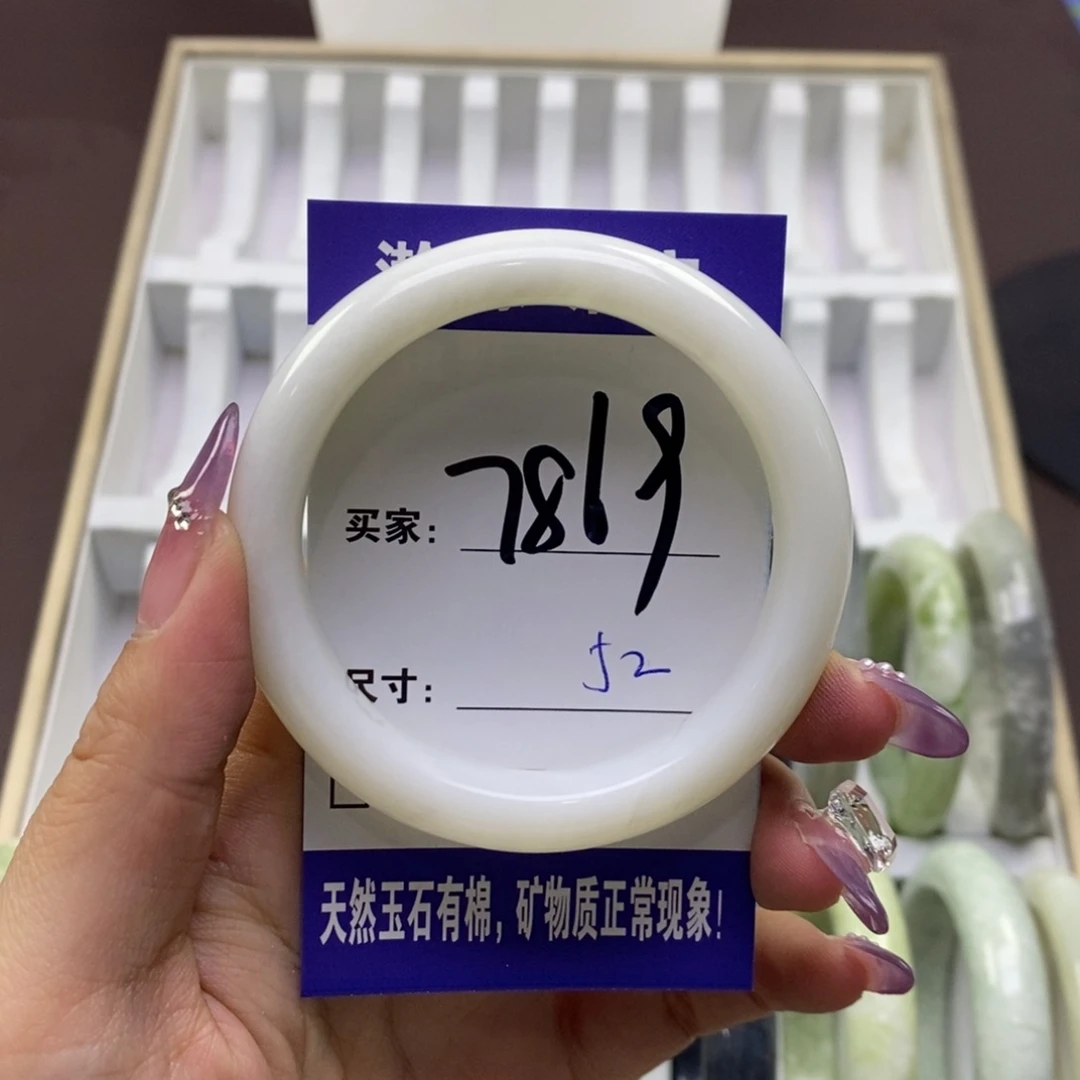 买家: 7819
尺寸: 52
天然玉石有棉, 矿物质正常现象!